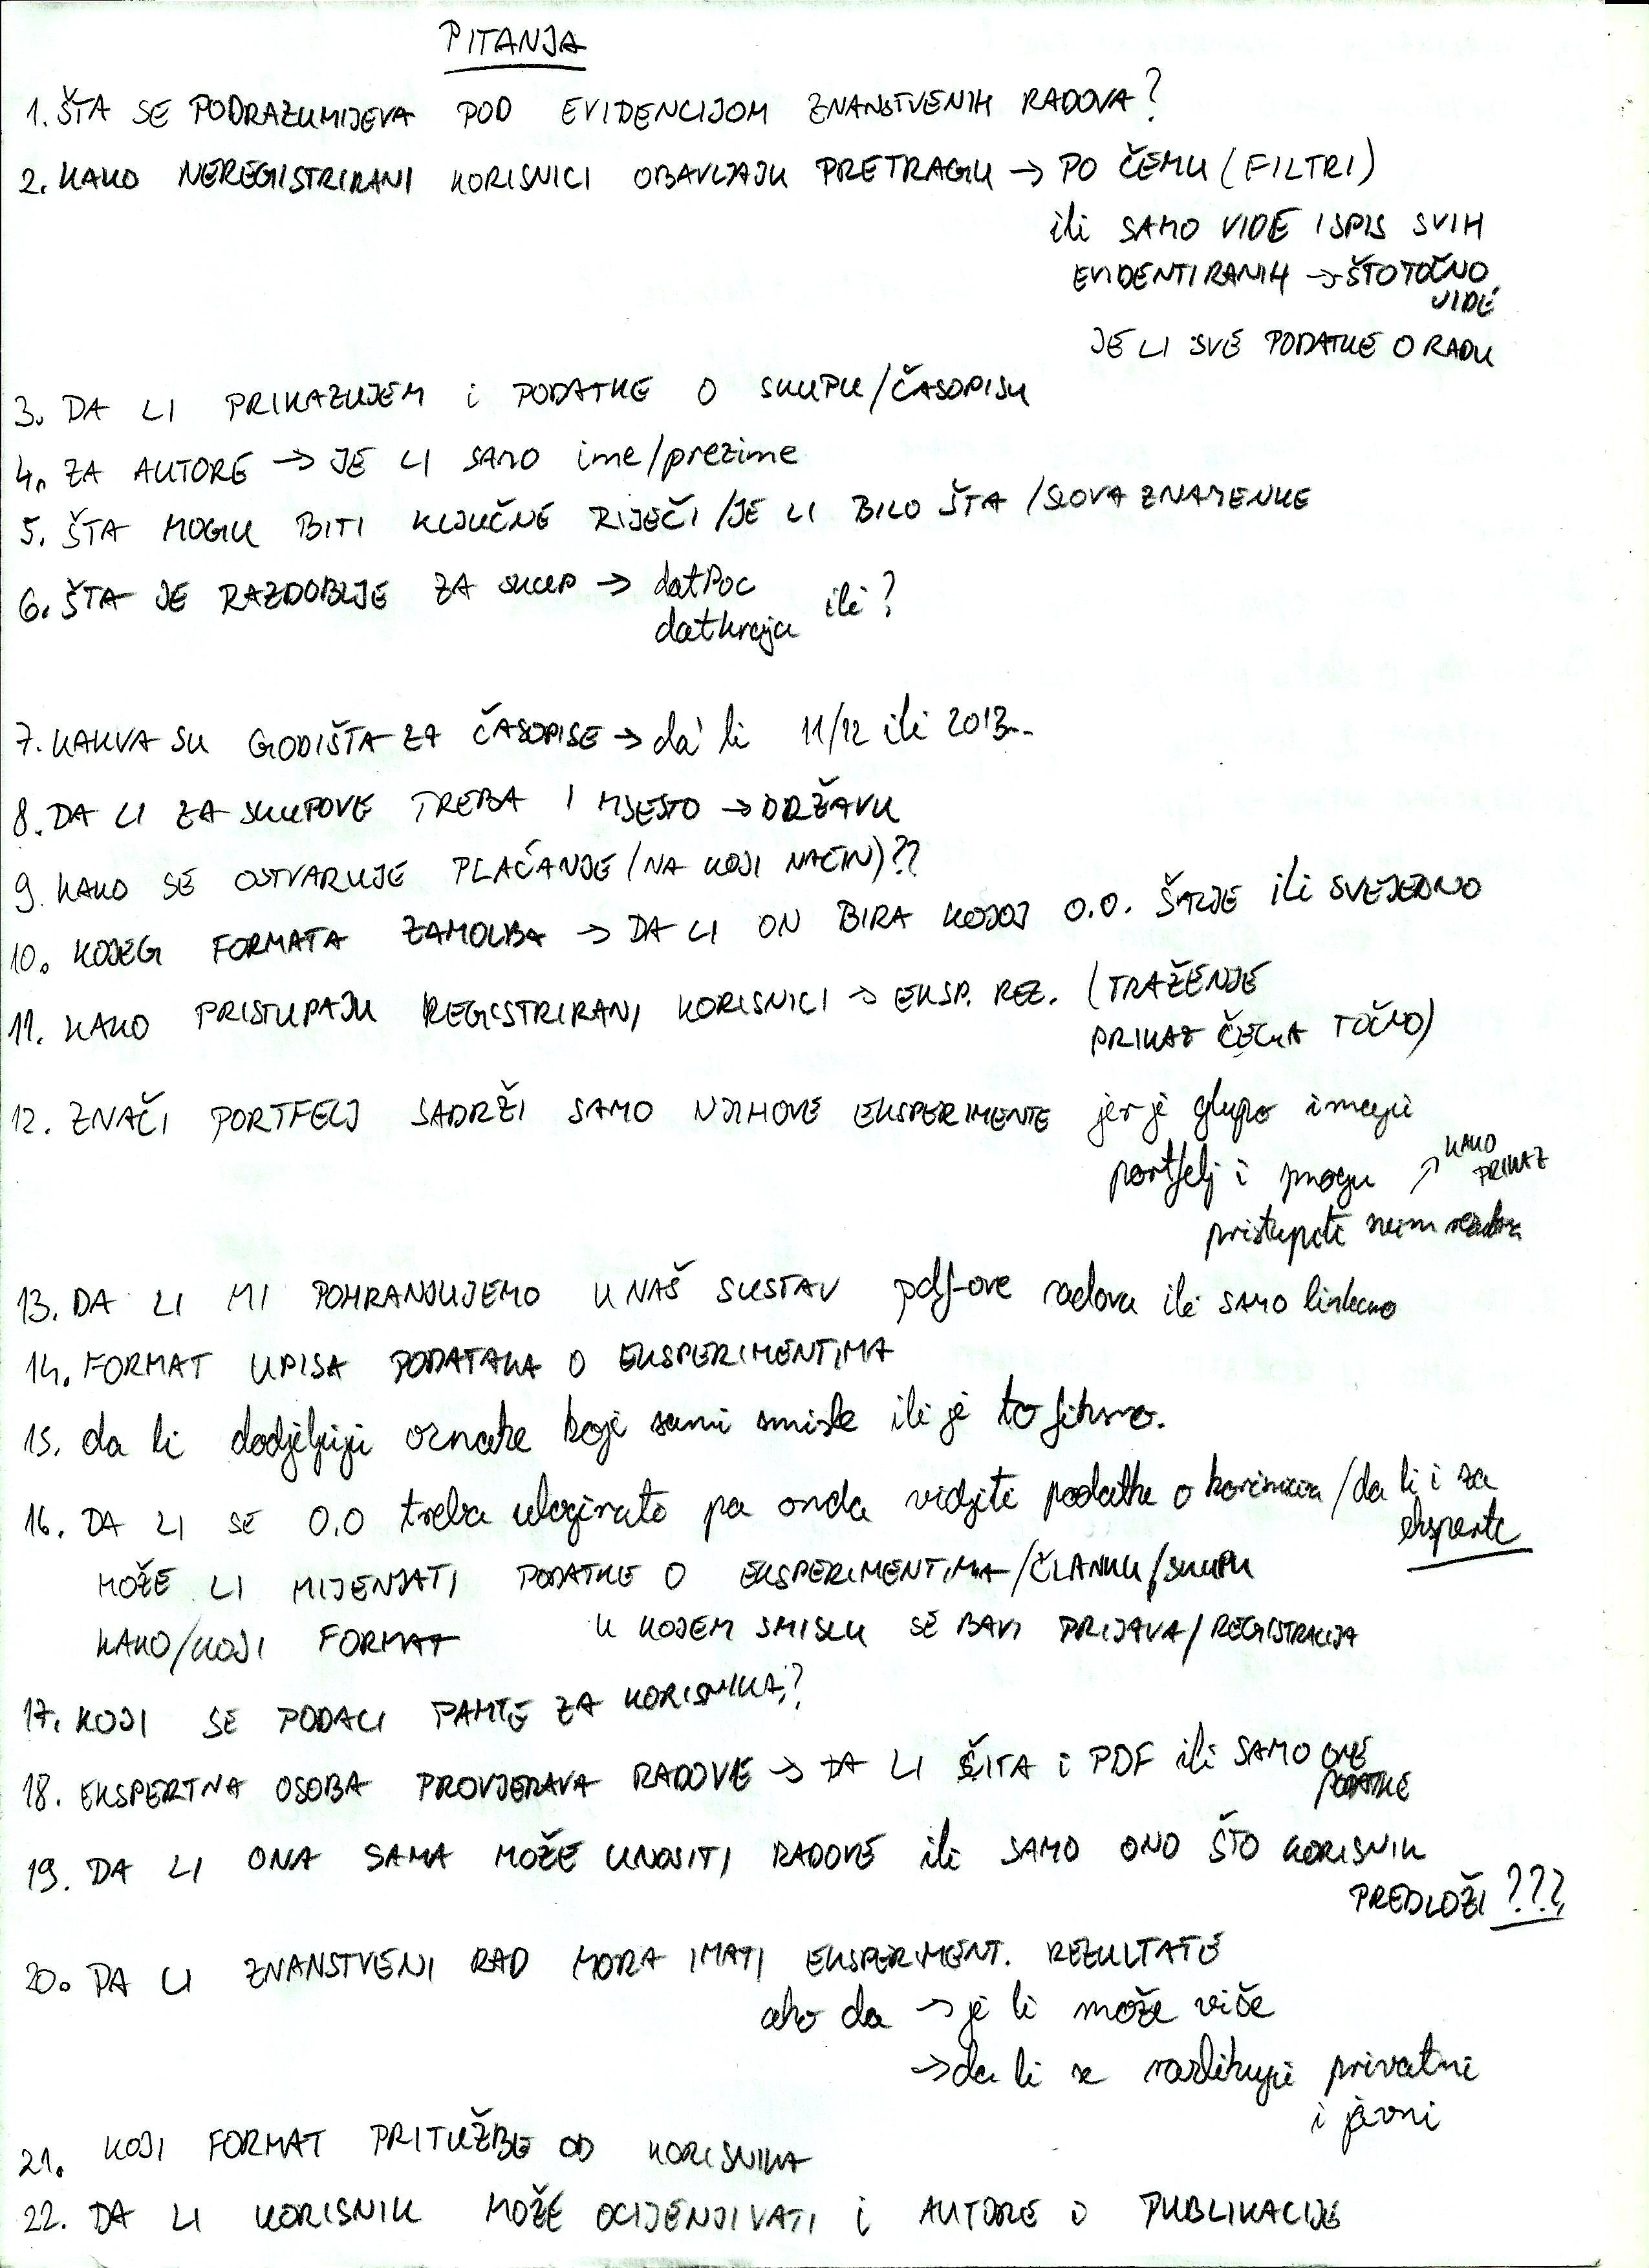 PITANJA
1. ŠTA SE PODRAZUMIJEVA POD EVIDENCIJOM ZNANSTVENIH RADOVA?
2. KAKO NEREGISTRIRANI KORISNICI OBAVLJAJU PRETRAGU → PO ČEMU (FILTRI)
ili SAMO VIDE ISPIS SVIH
EVIDENTIRANIH → ŠTO TOČNO
VIDE
JE LI SVE PODATKE O RADU
3. DA LI PRIKAZUJEM i PODATKE O SKUPU/ČASOPISU
4. ZA AUTORE → JE LI SAMO ime/prezime
5. ŠTA MOGU BITI KLJUČNE RIJEČI/JE LI BILO ŠTA/SLOVA ZNAMENKE
6. ŠTA JE RAZDOBLJE ZA SKUP → datPoc ili?
datkraja
7. KAKVA SU GODIŠTA ZA ČASOPISE → da li 11/12 ili 2013...
8. DA LI ZA SKUPOVE TREBA I MJESTO → DRŽAVU
9. KAKO SE OSTVARUJE PLAĆANJE/NA KOJI NAČIN)??
10. KOJEG FORMATA ZAMOLBA → DA LI ON BIRA KOJOJ O.O. ŠALJE ili SVEJEDNO
11. KAKO PRISTUPAJU REGISTRIRANI KORISNICI → EKSP. REZ. (TRAŽENJE
PRIKAZ ČEGA TOČNO)
12. ZNAČI PORTFELJ SADRŽI SAMO NJIHOVE EKSPERIMENTE jer je glupo imaju
portfelj i mogu ↗ KAKO
PRIKAZ
pristupiti
13. DA LI MI POHRANJUJEMO U NAŠ SUSTAV pdf-ove radova ili SAMO linkamo
14. FORMAT UPISA PODATAKA O EKSPERIMENTIMA
15. da li dodjeljuju oznake koje sami smisle ili je to fiksno.
16. DA LI SE O.O treba ulogirati pa onda vidjeti podatke o korisnicima/da li i za
eksperte
MOŽE LI MIJENJATI PODATKE O EKSPERIMENTIMA/ČLANKU/SKUPU
KAKO/KOJI FORMAT U KOJEM SMISLU SE BAVI PRIJAVA/REGISTRACIJA
17. KOJI SE PODACI PAMTE ZA KORISNIKA?
18. EKSPERTNA OSOBA PROVJERAVA RADOVE → DA LI ČITA i PDF ili SAMO ONE
PODATKE
19. DA LI ONA SAMA MOŽE UNOSITI RADOVE ili SAMO ONO ŠTO KORISNIK
PREDLOŽI ???
20. DA LI ZNANSTVENI RAD MORA IMATI EKSPERIMENT. REZULTATE
ako da → je li može više
→ da li se razlikuju privatni
i javni
21. KOJI FORMAT PRITUŽBE OD KORISNIKA
22. DA LI KORISNIK MOŽE OCIJENJIVATI i AUTORE i PUBLIKACIJE